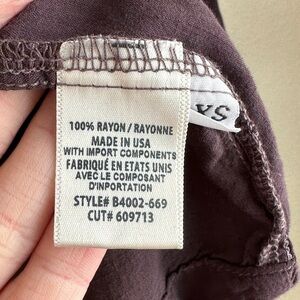 100% RAYON/RAYONNE
MADE IN USA
WITH IMPORT COMPONENTS
FABRIQUÉ EN ETATS UNIS
AVEC LE COMPOSANT
D'INPORTATION
STYLE# B4002-669
CUT# 609713
XS